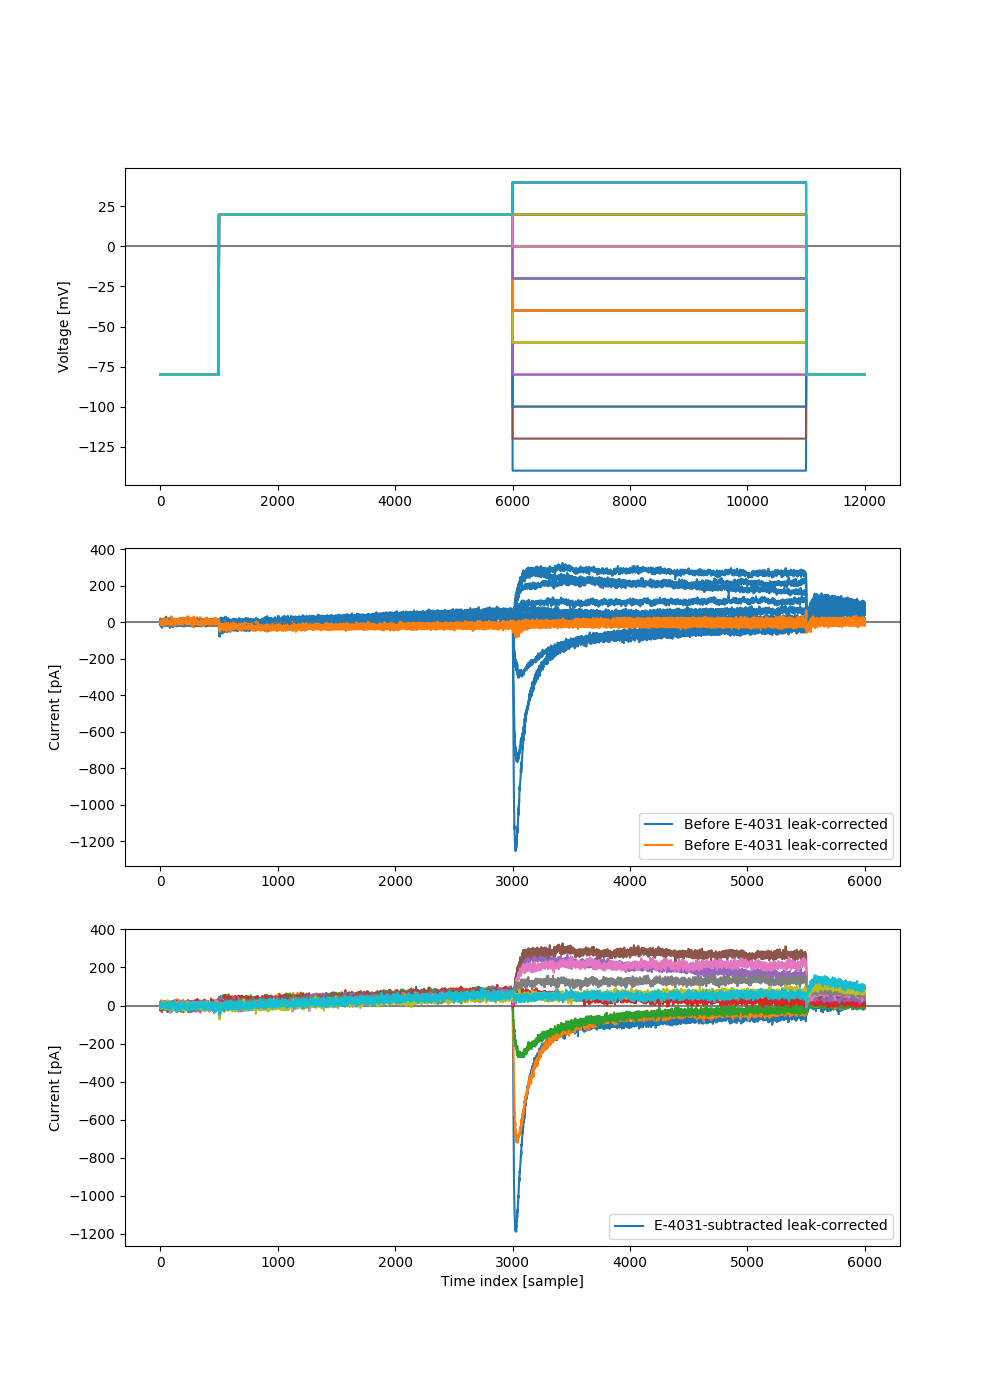 25
0
−25
−50
−75
−100
−125
Voltage [mV]
0 2000 4000 6000 8000 10000 12000
400
200
0
−200
−400
−600
−800
−1000
−1200
Current [pA]
Before E-4031 leak-corrected
Before E-4031 leak-corrected
0 1000 2000 3000 4000 5000 6000
400
200
0
−200
−400
−600
−800
−1000
−1200
Current [pA]
E-4031-subtracted leak-corrected
0 1000 2000 3000 4000 5000 6000
Time index [sample]